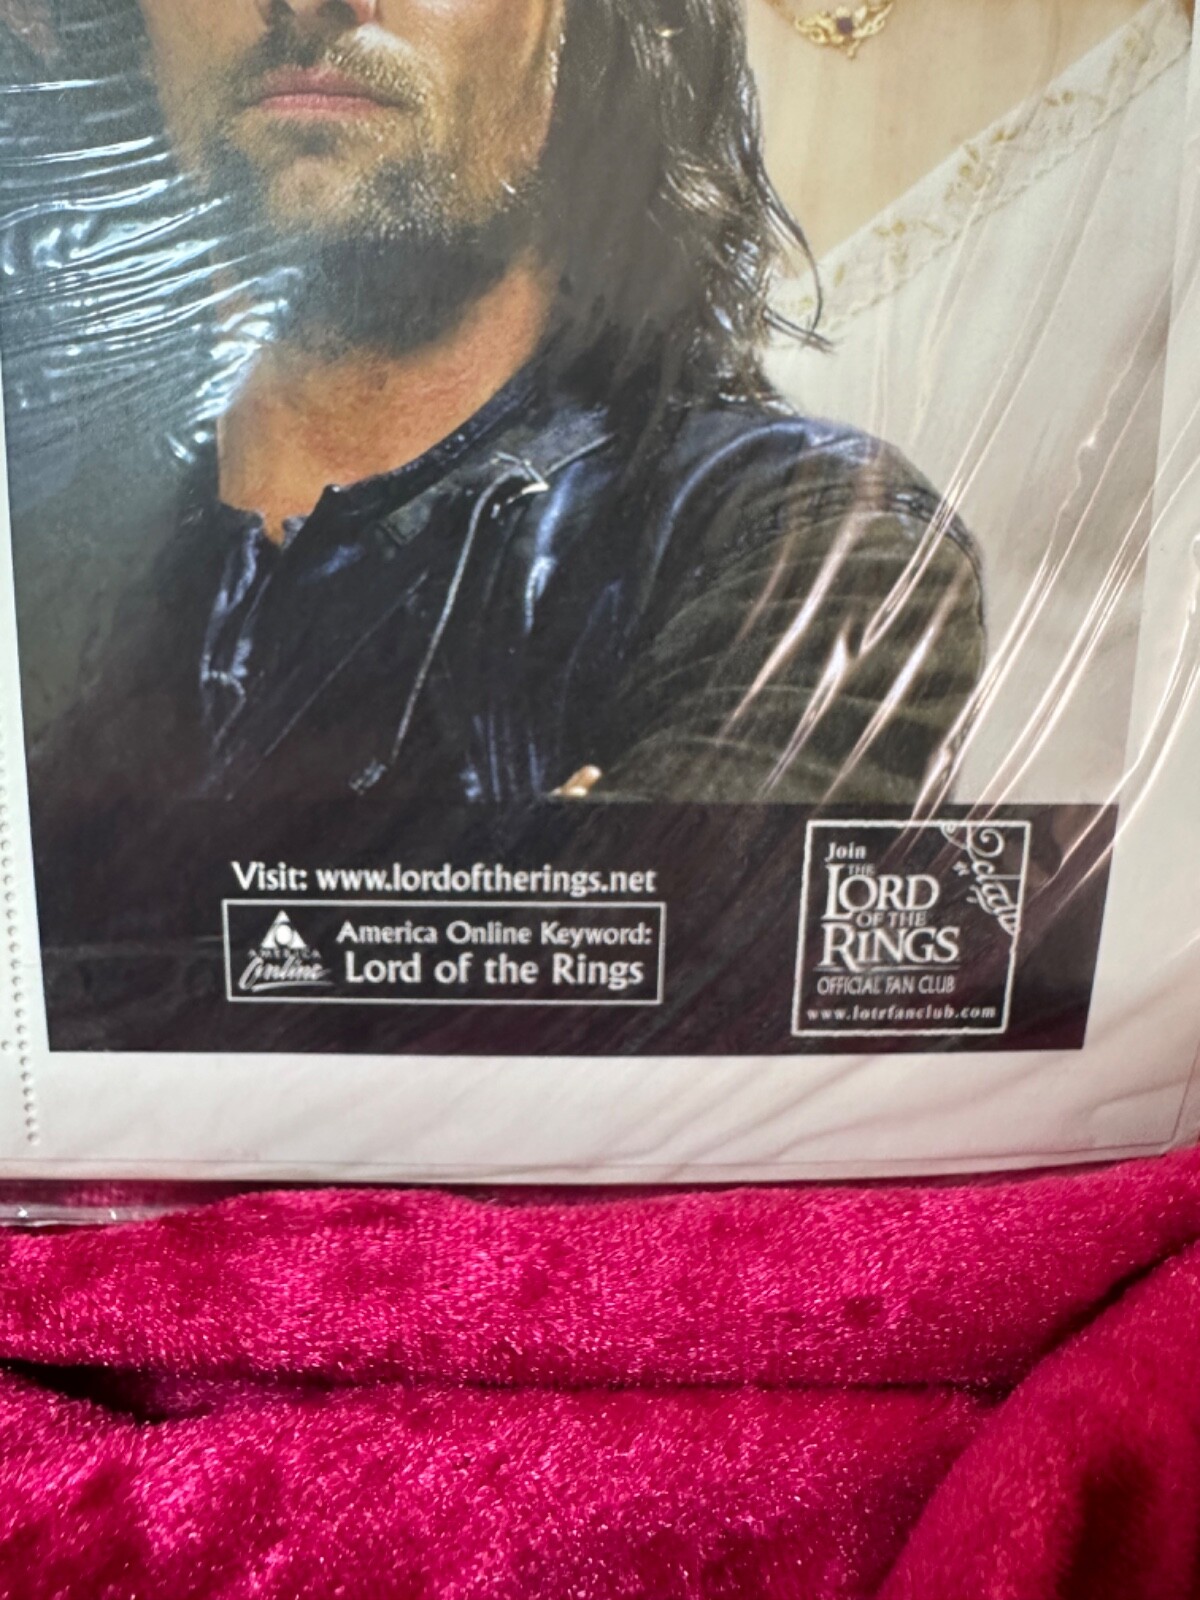 Visit: www.lordoftherings.net
AMERICA
Online
America Online Keyword:
Lord of the Rings
Join
THE
LORD
OF THE
RINGS
OFFICIAL FAN CLUB
www.lotrfanclub.com